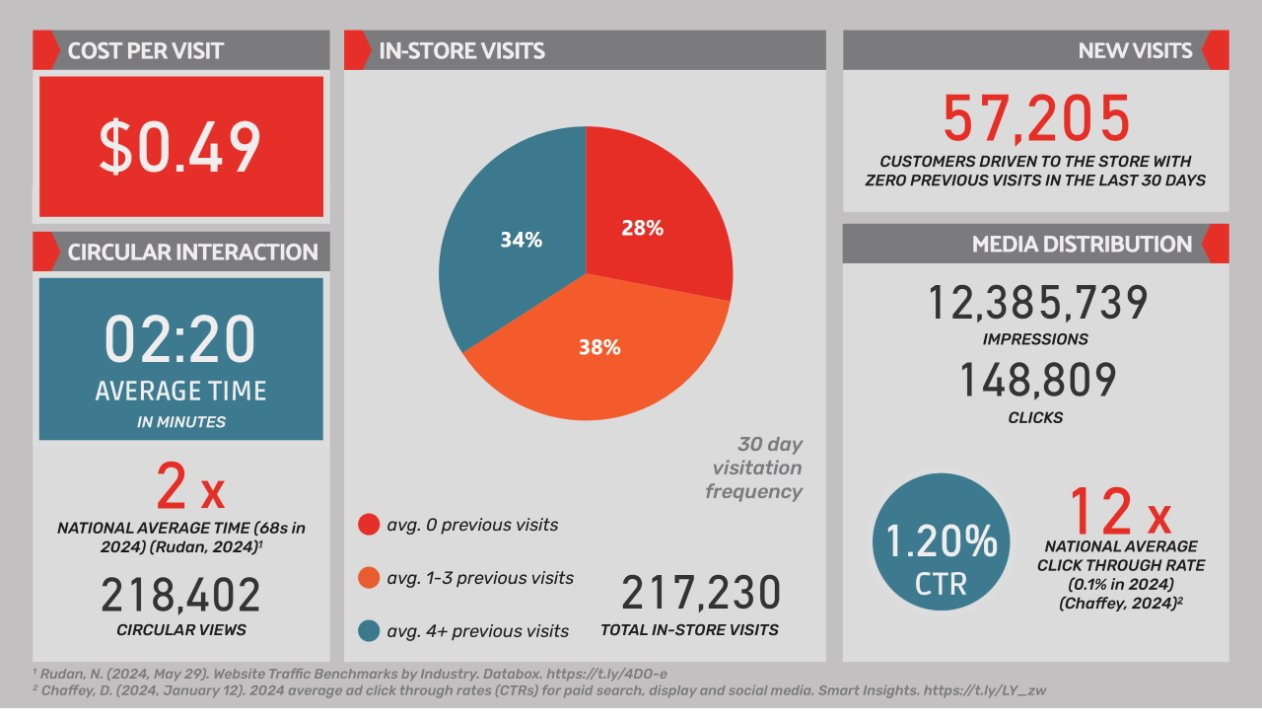 COST PER VISIT
$0.49
CIRCULAR INTERACTION
02:20
AVERAGE TIME
IN MINUTES
2 x
NATIONAL AVERAGE TIME (68s in
2024) (Rudan, 2024)¹
218,402
CIRCULAR VIEWS
IN-STORE VISITS
34%
28%
38%
30 day
visitation
frequency
avg. 0 previous visits
avg. 1-3 previous visits
avg. 4+ previous visits
217,230
TOTAL IN-STORE VISITS
NEW VISITS
57,205
CUSTOMERS DRIVEN TO THE STORE WITH
ZERO PREVIOUS VISITS IN THE LAST 30 DAYS
MEDIA DISTRIBUTION
12,385,739
IMPRESSIONS
148,809
CLICKS
1.20%
CTR
12 x
NATIONAL AVERAGE
CLICK THROUGH RATE
(0.1% in 2024)
(Chaffey, 2024)²
¹ Rudan, N. (2024, May 29). Website Traffic Benchmarks by Industry. Databox. https://t.ly/4DO-e
² Chaffey, D. (2024, January 12). 2024 average ad click through rates (CTRs) for paid search, display and social media. Smart Insights. https://t.ly/LY_zw